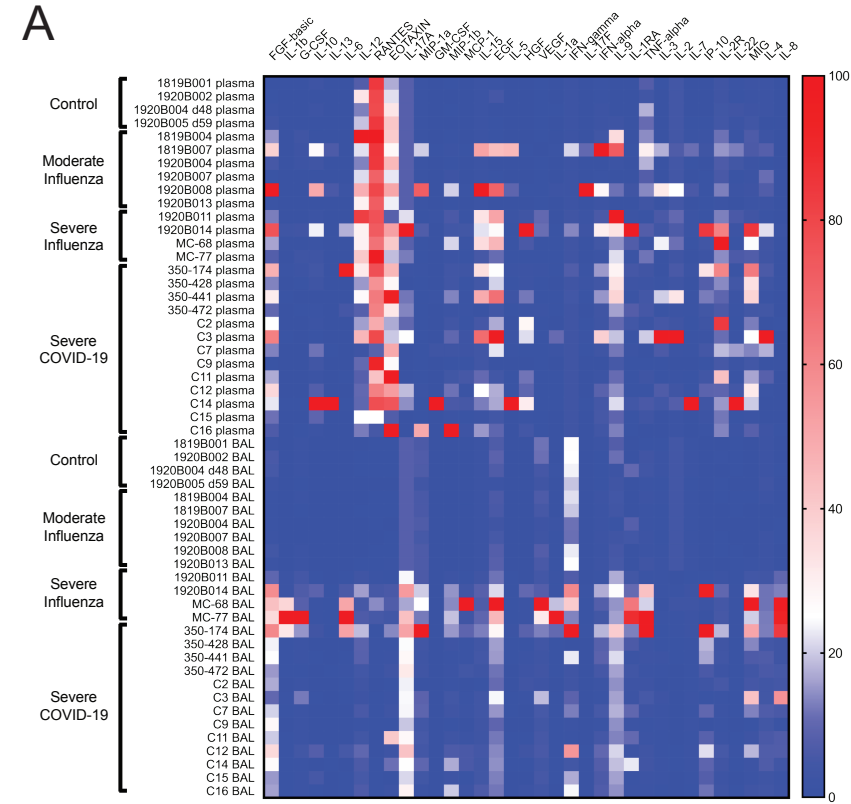 A
FGF-basic
IL-1b
G-CSF
IL-10
IL-13
IL-6
IL-12
RANTES
EOTAXIN
IL-17A
MIP-1a
GM-CSF
MIP-1b
MCP-1
IL-15
EGF
IL-5
HGF
VEGF
IL-1a
IFN-gamma
IL-17F
IFN-alpha
IL-9
IL-1RA
TNF-alpha
IL-3
IL-2
IL-7
IP-10
IL-2R
IL-22
MIG
IL-4
IL-8
Control
1819B001 plasma
1920B002 plasma
1920B004 d48 plasma
1920B005 d59 plasma
Moderate
Influenza
1819B004 plasma
1819B007 plasma
1920B004 plasma
1920B007 plasma
1920B008 plasma
1920B013 plasma
Severe
Influenza
1920B011 plasma
1920B014 plasma
MC-68 plasma
MC-77 plasma
Severe
COVID-19
350-174 plasma
350-428 plasma
350-441 plasma
350-472 plasma
C2 plasma
C3 plasma
C7 plasma
C9 plasma
C11 plasma
C12 plasma
C14 plasma
C15 plasma
C16 plasma
Control
1819B001 BAL
1920B002 BAL
1920B004 d48 BAL
1920B005 d59 BAL
Moderate
Influenza
1819B004 BAL
1819B007 BAL
1920B004 BAL
1920B007 BAL
1920B008 BAL
1920B013 BAL
Severe
Influenza
1920B011 BAL
1920B014 BAL
MC-68 BAL
MC-77 BAL
Severe
COVID-19
350-174 BAL
350-428 BAL
350-441 BAL
350-472 BAL
C2 BAL
C3 BAL
C7 BAL
C9 BAL
C11 BAL
C12 BAL
C14 BAL
C15 BAL
C16 BAL
100
80
60
40
20
0